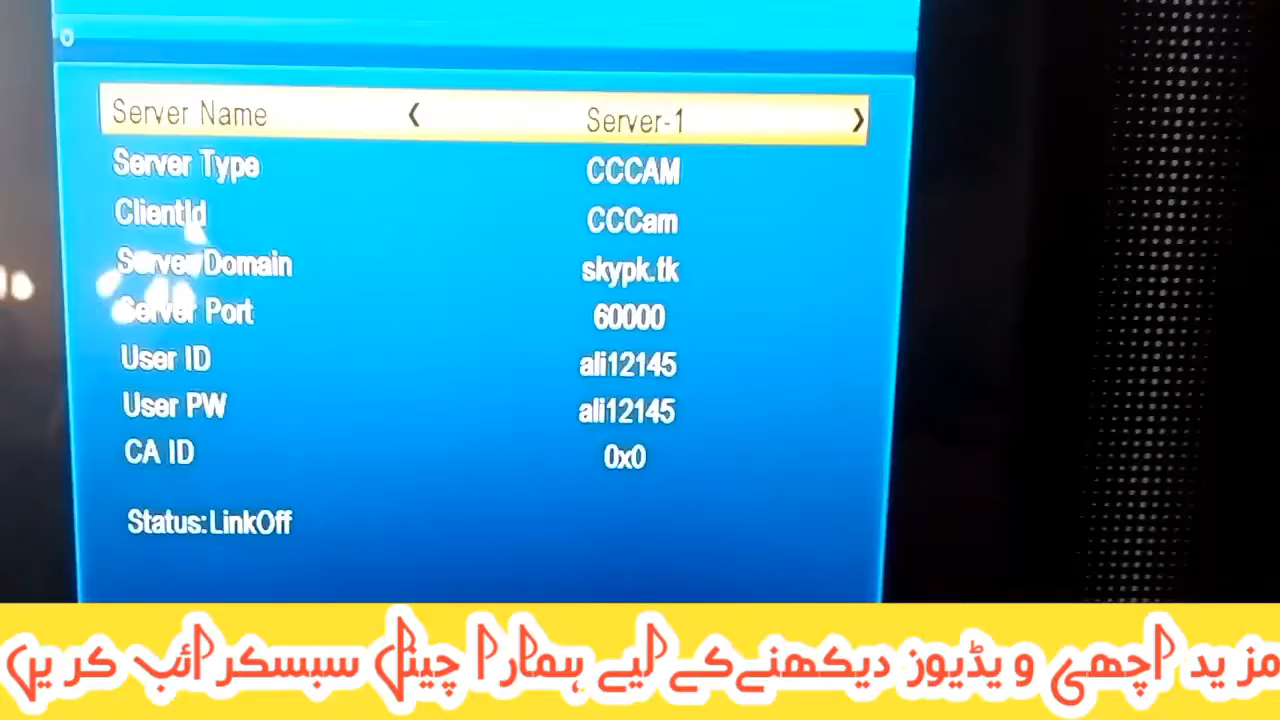 Server Name < Server-1 >
Server Type CCCAM
ClientId CCCam
Server Domain skypk.tk
Server Port 60000
User ID ali12145
User PW ali12145
CA ID 0x0
Status:LinkOff
مزید اچھی ویڈیوز دیکھنے کے لیے ہمارا چینل سبسکرائب کریں